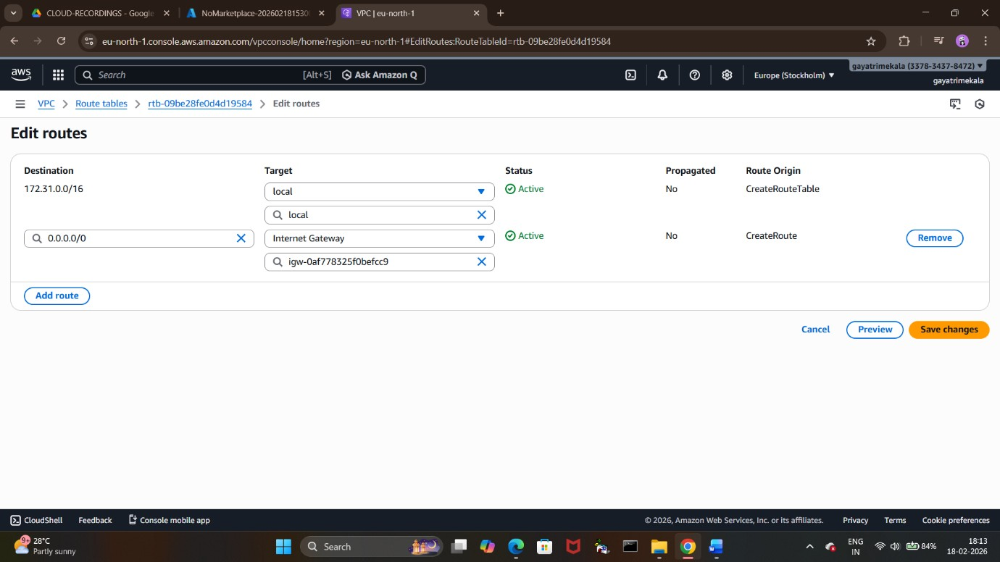 CLOUD-RECORDINGS - Google
NoMarketplace-202602181530
VPC | eu-north-1
eu-north-1.console.aws.amazon.com/vpcconsole/home?region=eu-north-1#EditRoutes:RouteTableId=rtb-09be28fe0d4d19584
aws
Search [Alt+S] Ask Amazon Q
Europe (Stockholm)
gayatrimekala (3378-3437-8472)
gayatrimekala
VPC > Route tables > rtb-09be28fe0d4d19584 > Edit routes
Edit routes
Destination Target Status Propagated Route Origin
172.31.0.0/16 local Active No CreateRouteTable
local
0.0.0.0/0 Internet Gateway Active No CreateRoute Remove
igw-0af778325f0befcc9
Add route
Cancel Preview Save changes
CloudShell Feedback Console mobile app © 2026, Amazon Web Services, Inc. or its affiliates. Privacy Terms Cookie preferences
9+
28°C
Partly sunny
Search
ENG
IN
84%
18:13
18-02-2026